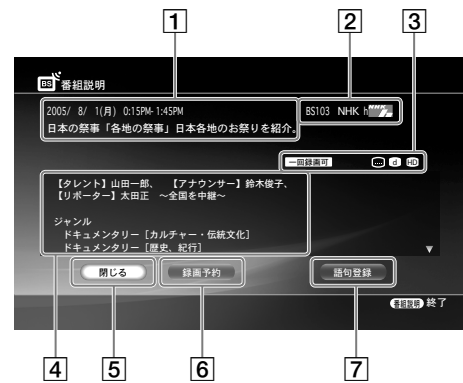 1 2 3
BS 番組説明
2005/ 8/ 1(月) 0:15PM-1:45PM BS103 NHK h NHK
日本の祭事「各地の祭事」日本各地のお祭りを紹介。
一回録画可 d HD
【タレント】山田一郎、 【アナウンサー】鈴木俊子、
【リポーター】太田正 ～全国を中継～
ジャンル
ドキュメンタリー［カルチャー・伝統文化］
ドキュメンタリー［歴史、紀行］
閉じる 録画予約 語句登録
番組説明 終了
4 5 6 7